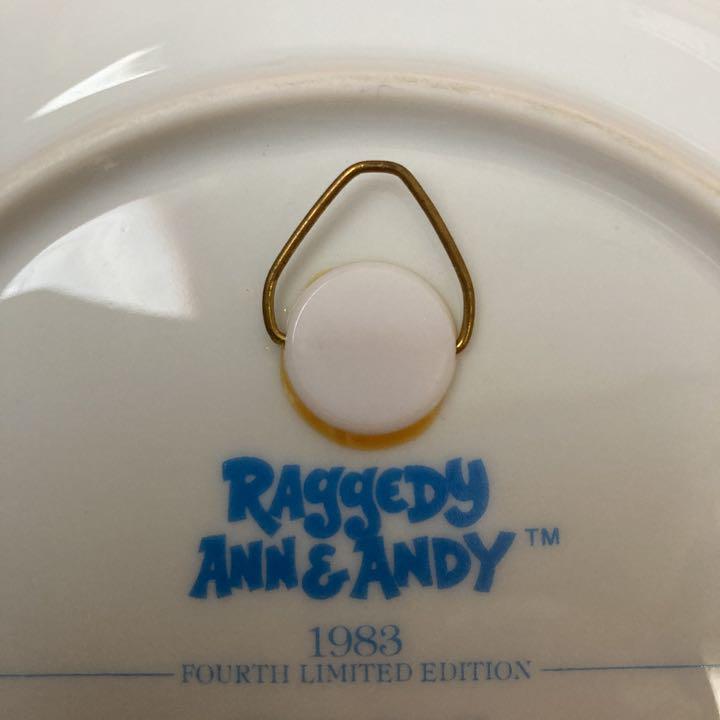 RAggEDY
ANN & ANDY™
1983
FOURTH LIMITED EDITION